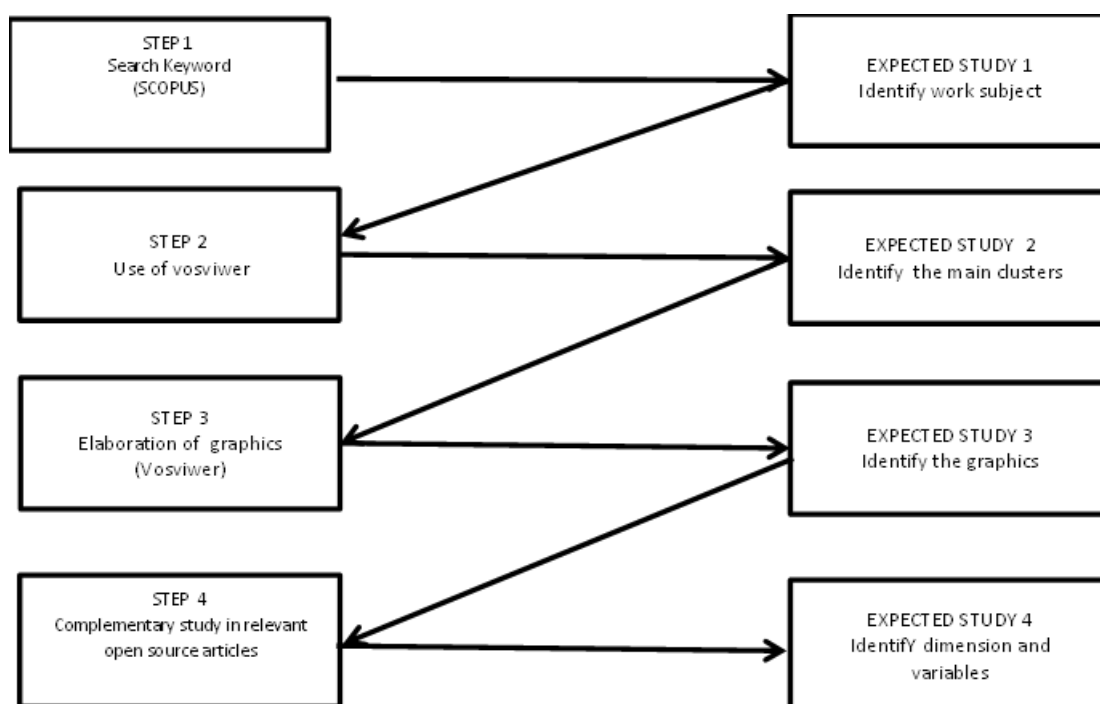 STEP 1
Search Keyword
(SCOPUS)
EXPECTED STUDY 1
Identify work subject
STEP 2
Use of vosviwer
EXPECTED STUDY 2
Identify the main clusters
STEP 3
Elaboration of graphics
(Vosviwer)
EXPECTED STUDY 3
Identify the graphics
STEP 4
Complementary study in relevant
open source articles
EXPECTED STUDY 4
IdentifY dimension and
variables